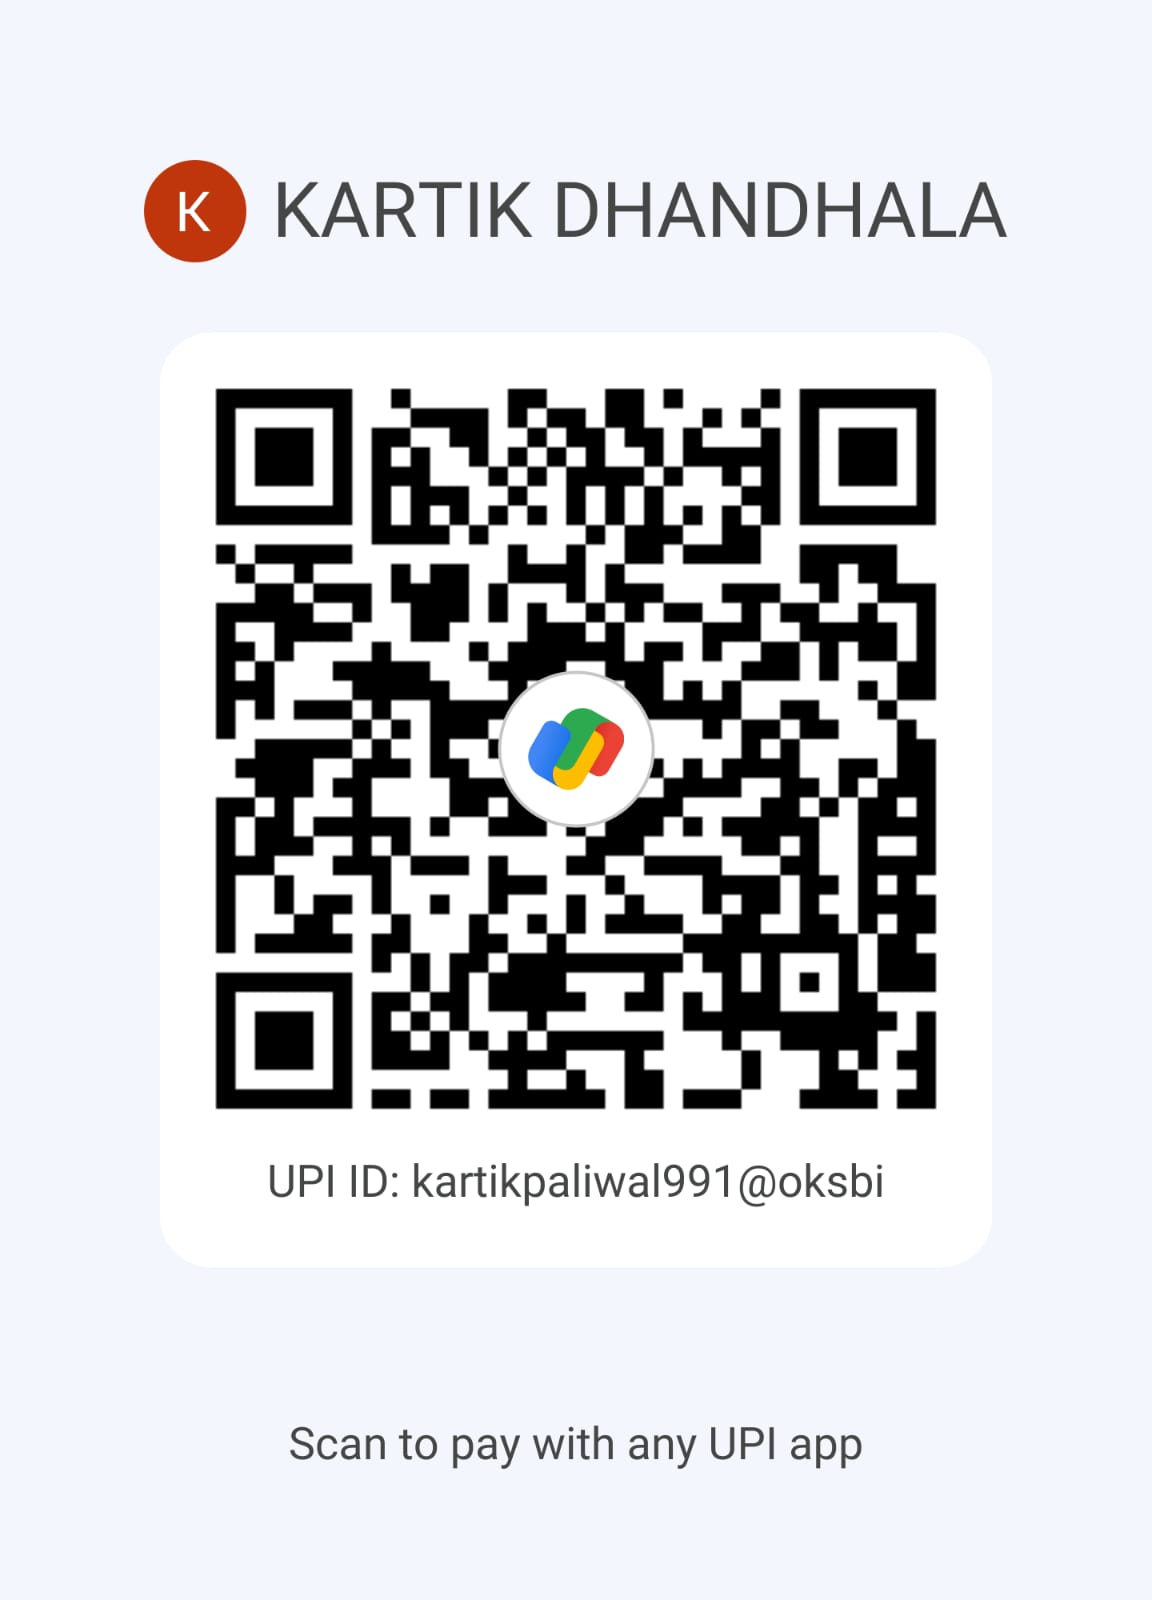 K
KARTIK DHANDHALA
UPI ID: kartikpaliwal991@oksbi
Scan to pay with any UPI app